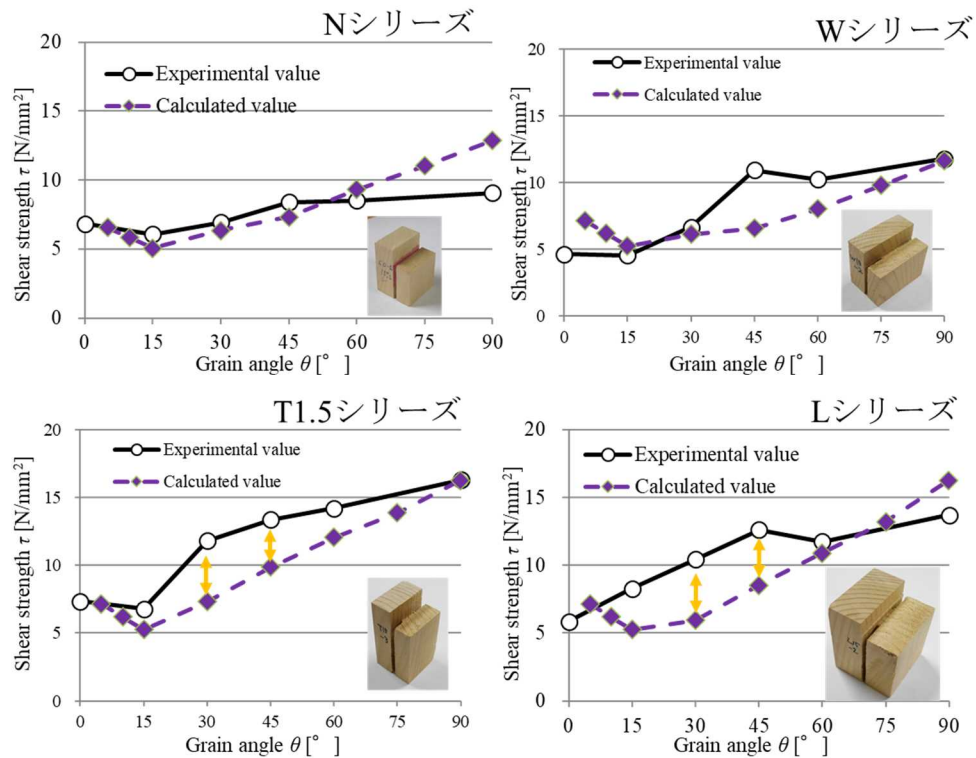 Nシリーズ
Shear strength τ [N/mm²]
20
15
10
5
0
Experimental value
Calculated value
0 15 30 45 60 75 90
Grain angle θ [°]
Wシリーズ
Shear strength τ [N/mm²]
20
15
10
5
0
Experimental value
Calculated value
0 15 30 45 60 75 90
Grain angle θ [°]
T1.5シリーズ
Shear strength τ [N/mm²]
20
15
10
5
0
Experimental value
Calculated value
0 15 30 45 60 75 90
Grain angle θ [°]
Lシリーズ
Shear strength τ [N/mm²]
20
15
10
5
0
Experimental value
Calculated value
0 15 30 45 60 75 90
Grain angle θ [°]